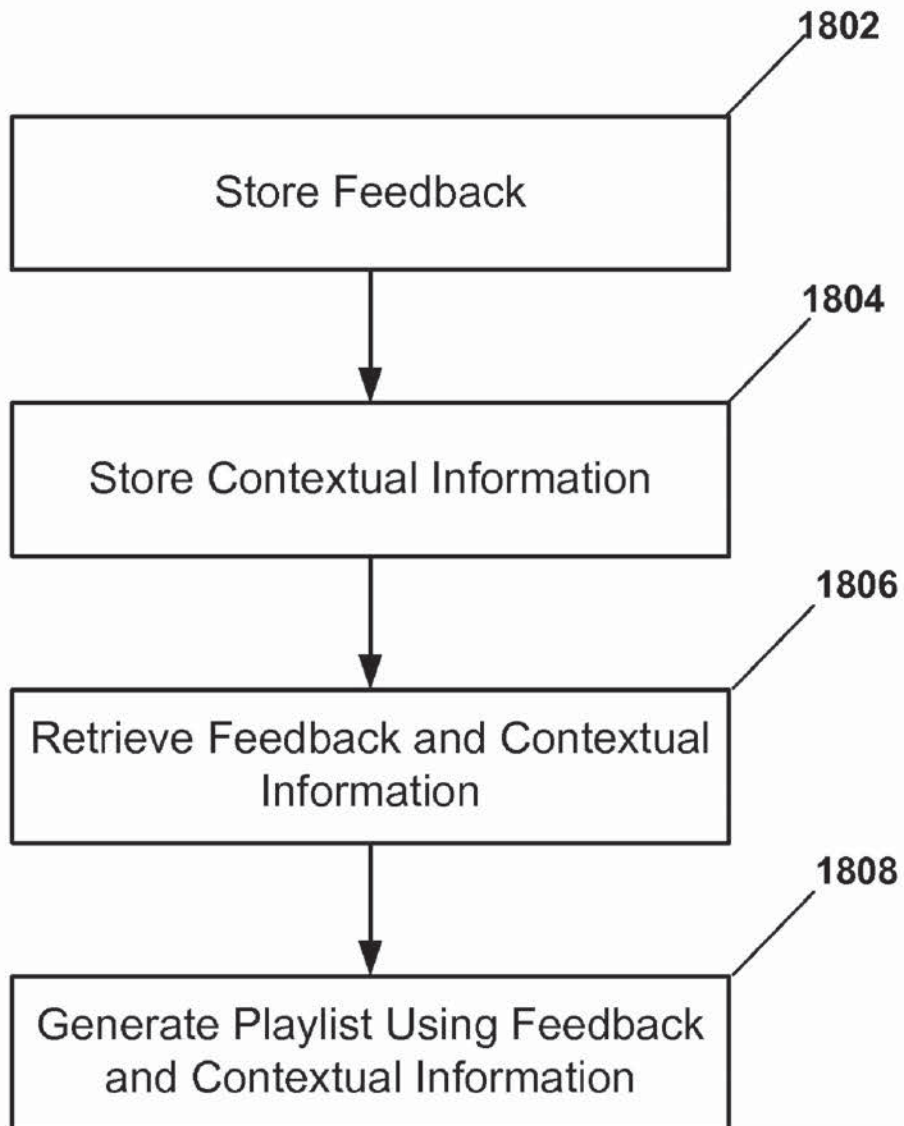 1802
Store Feedback
1804
Store Contextual Information
1806
Retrieve Feedback and Contextual
Information
1808
Generate Playlist Using Feedback
and Contextual Information